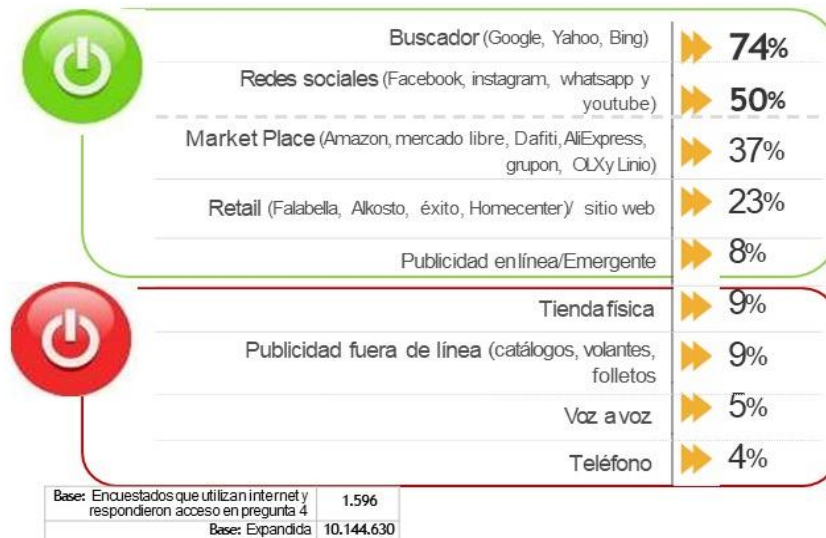 Buscador (Google, Yahoo, Bing)
74%
Redes sociales (Facebook, instagram, whatsapp y
youtube)
50%
Market Place (Amazon, mercado libre, Dafiti, AliExpress,
grupon, OLX y Linio)
37%
Retail (Falabella, Alkosto, éxito, Homecenter)/ sitio web
23%
Publicidad en línea/Emergente
8%
Tienda física
9%
Publicidad fuera de línea (catálogos, volantes,
folletos
9%
Voz a voz
5%
Teléfono
4%
Base: Encuestados que utilizan internet y
respondieron acceso en pregunta 4
1.596
Base: Expandida
10.144.630